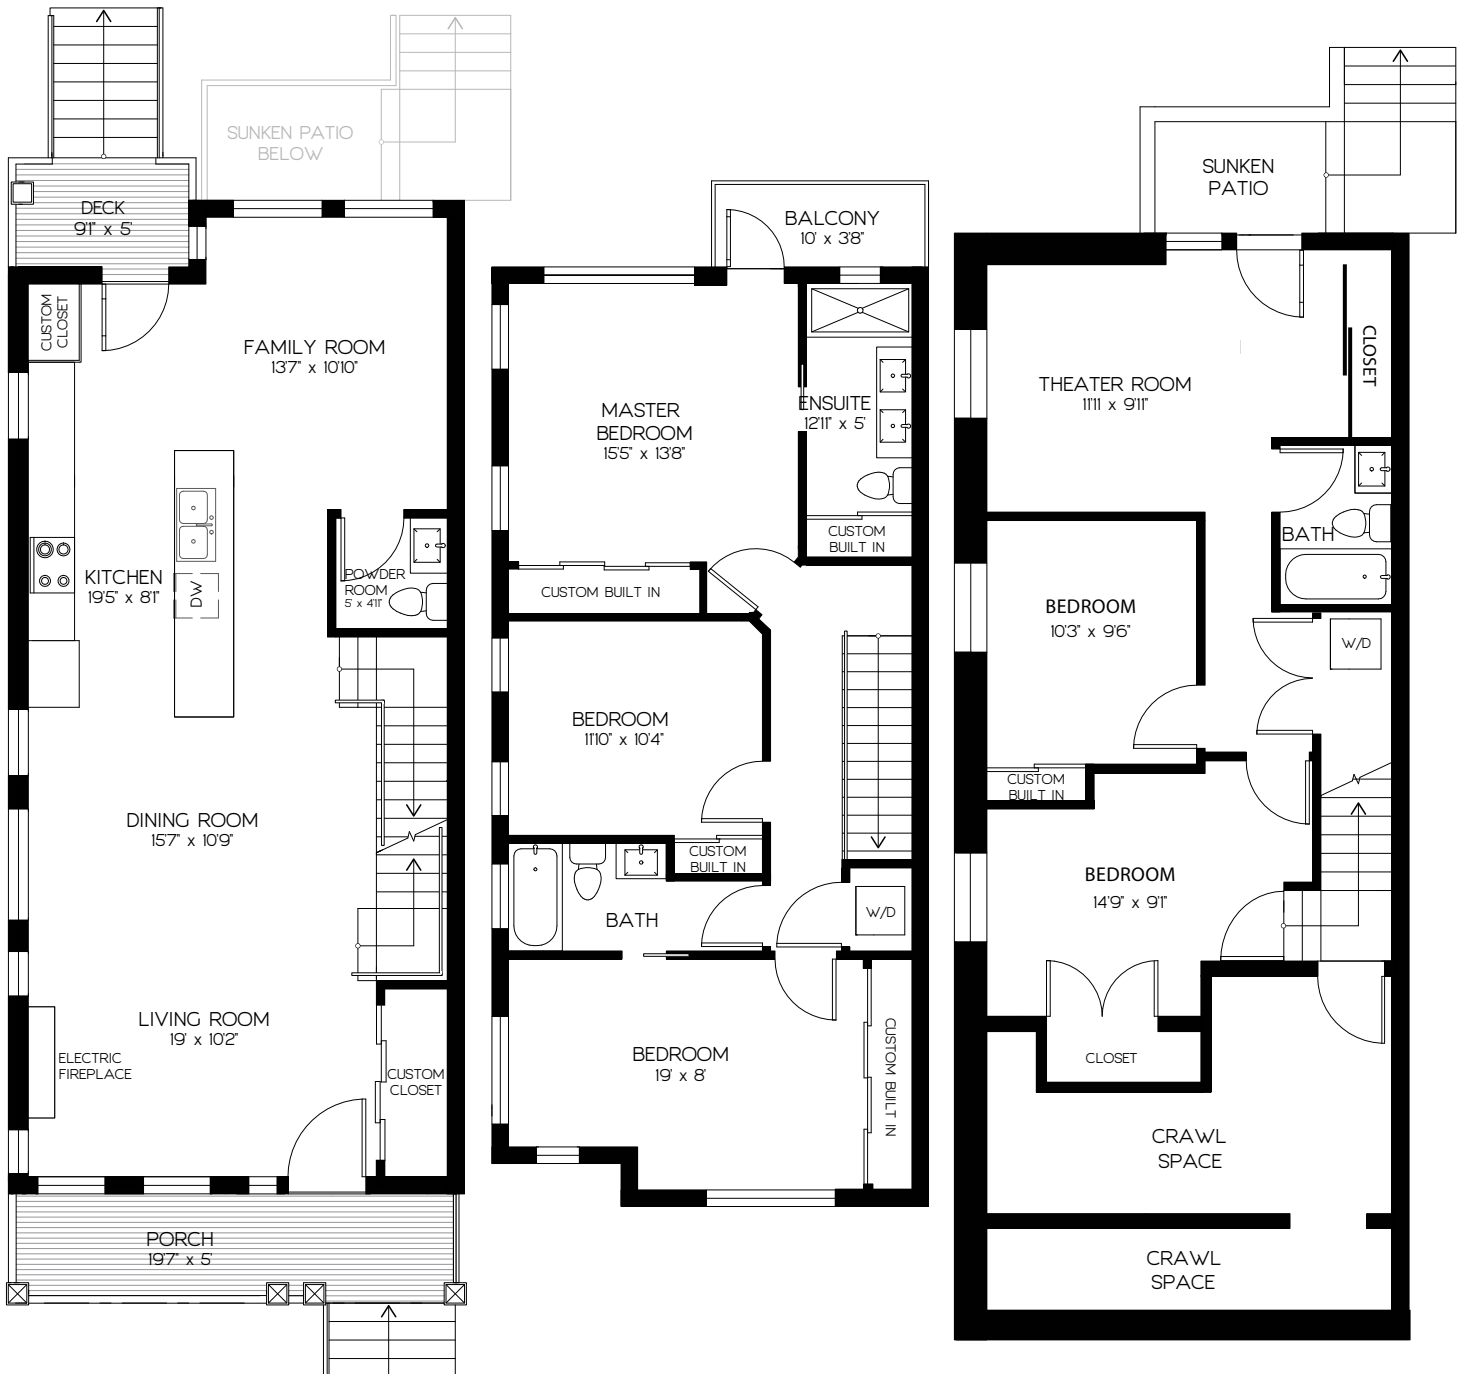 SUNKEN PATIO
BELOW
DECK
9'1" x 5'
CUSTOM
CLOSET
FAMILY ROOM
13'7" x 10'10"
KITCHEN
19'5" x 8'1"
DW
POWDER
ROOM
5' x 4'11"
DINING ROOM
15'7" x 10'9"
LIVING ROOM
19' x 10'2"
ELECTRIC
FIREPLACE
CUSTOM
CLOSET
PORCH
19'7" x 5'
BALCONY
10' x 3'8"
MASTER
BEDROOM
15'5" x 13'8"
ENSUITE
12'11" x 5'
CUSTOM
BUILT IN
CUSTOM BUILT IN
BEDROOM
11'10" x 10'4"
CUSTOM
BUILT IN
BATH
W/D
BEDROOM
19' x 8'
CUSTOM BUILT IN
SUNKEN
PATIO
THEATER ROOM
11'11 x 9'11"
CLOSET
BATH
BEDROOM
10'3" x 9'6"
W/D
CUSTOM
BUILT IN
BEDROOM
14'9" x 9'1"
CLOSET
CRAWL
SPACE
CRAWL
SPACE